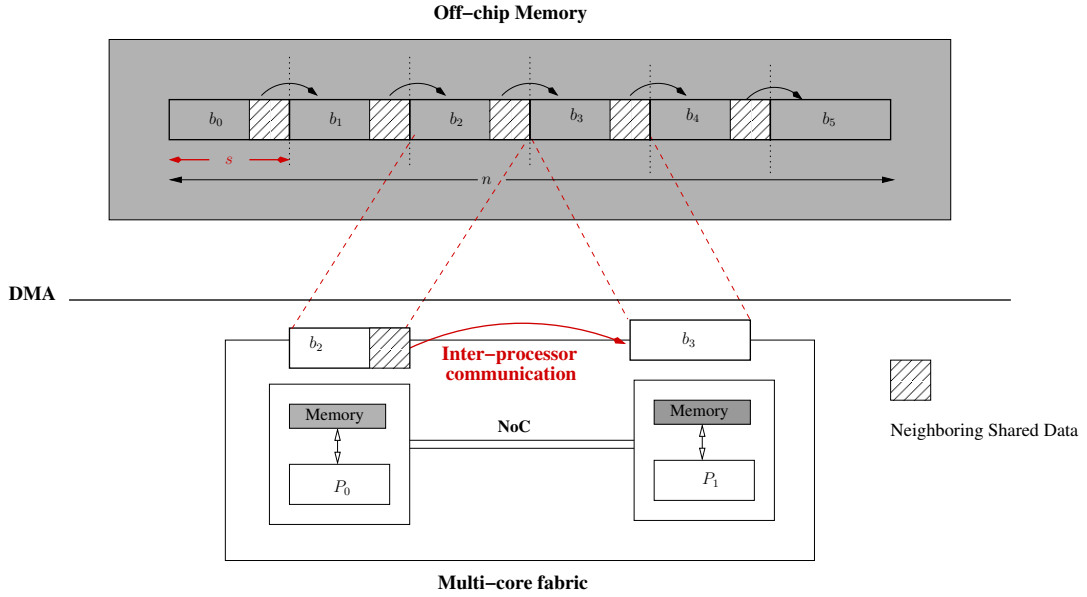 Off−chip Memory
b0 b1 b2 b3 b4 b5
s
n
DMA
b2 b3
Inter−processor
communication
Memory NoC Memory
P0 P1
Neighboring Shared Data
Multi−core fabric